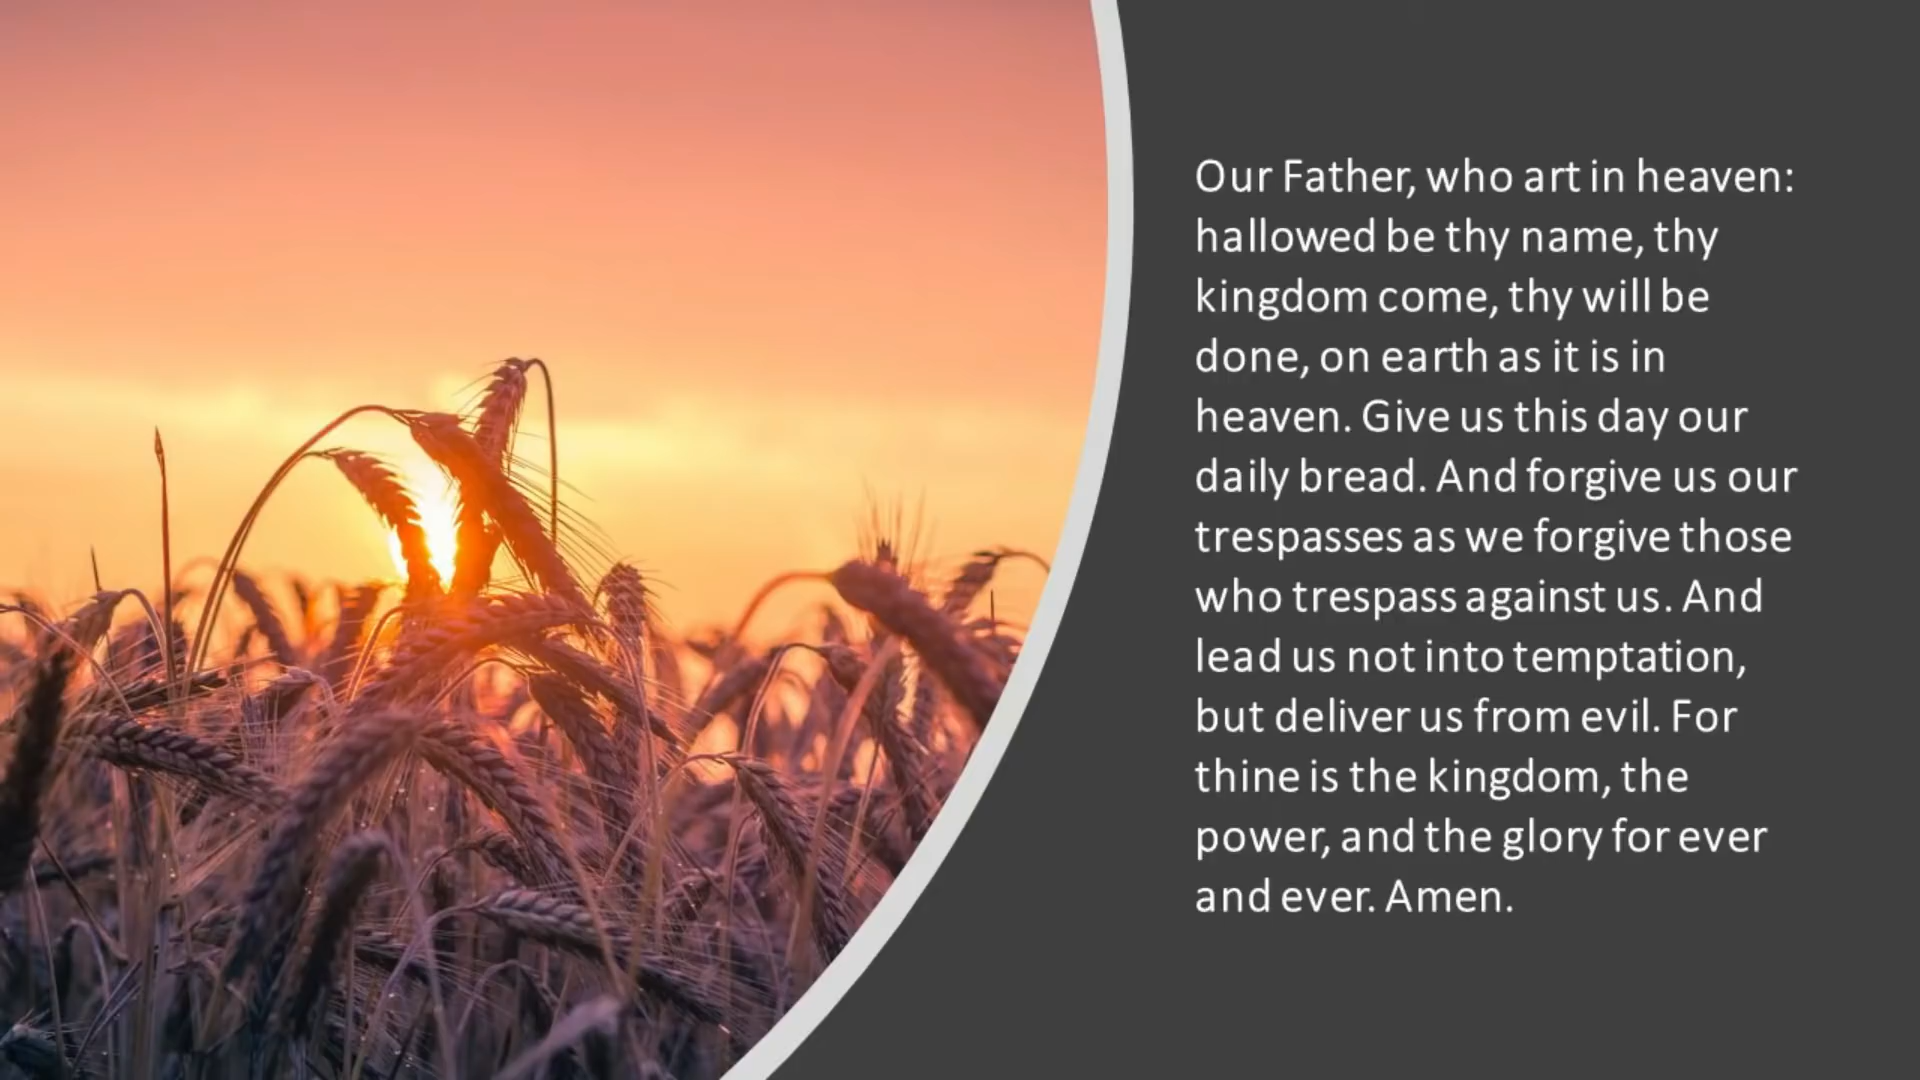 Our Father, who art in heaven:
hallowed be thy name, thy
kingdom come, thy will be
done, on earth as it is in
heaven. Give us this day our
daily bread. And forgive us our
trespasses as we forgive those
who trespass against us. And
lead us not into temptation,
but deliver us from evil. For
thine is the kingdom, the
power, and the glory for ever
and ever. Amen.